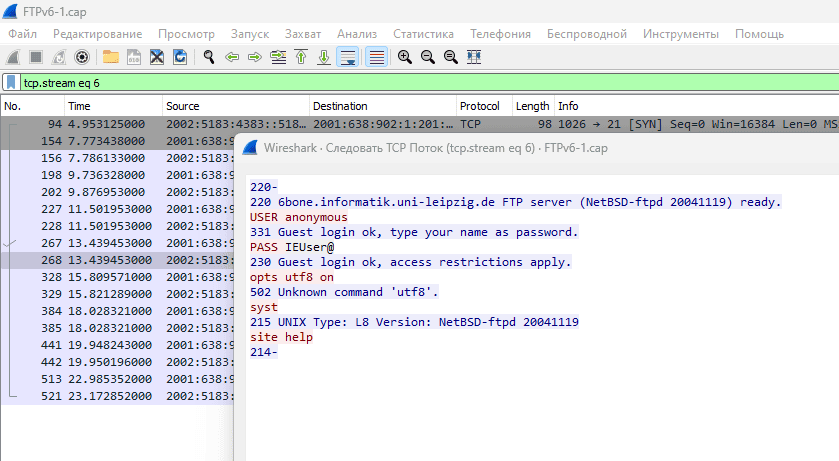 FTPv6-1.cap
Файл Редактирование Просмотр Запуск Захват Анализ Статистика Телефония Беспроводной Инструменты Помощь
tcp.stream eq 6
No. Time Source Destination Protocol Length Info
94 4.953125000 2002:5183:4383::518… 2001:638:902:1:201:… TCP 98 1026 → 21 [SYN] Seq=0 Win=16384 Len=0 MS
154 7.773438000 2001:638:9
156 7.786133000 2002:5183:
198 9.736328000 2001:638:9
202 9.876953000 2002:5183:
227 11.501953000 2001:638:9
228 11.501953000 2002:5183:
267 13.439453000 2001:638:9
268 13.439453000 2002:5183:
328 15.809571000 2001:638:9
329 15.821289000 2002:5183:
384 18.028321000 2001:638:9
385 18.028321000 2002:5183:
441 19.948243000 2001:638:9
442 19.950196000 2002:5183:
513 22.985352000 2001:638:9
521 23.172852000 2002:5183:
Wireshark · Следовать TCP Поток (tcp.stream eq 6) · FTPv6-1.cap
220-
220 6bone.informatik.uni-leipzig.de FTP server (NetBSD-ftpd 20041119) ready.
USER anonymous
331 Guest login ok, type your name as password.
PASS IEUser@
230 Guest login ok, access restrictions apply.
opts utf8 on
502 Unknown command 'utf8'.
syst
215 UNIX Type: L8 Version: NetBSD-ftpd 20041119
site help
214-